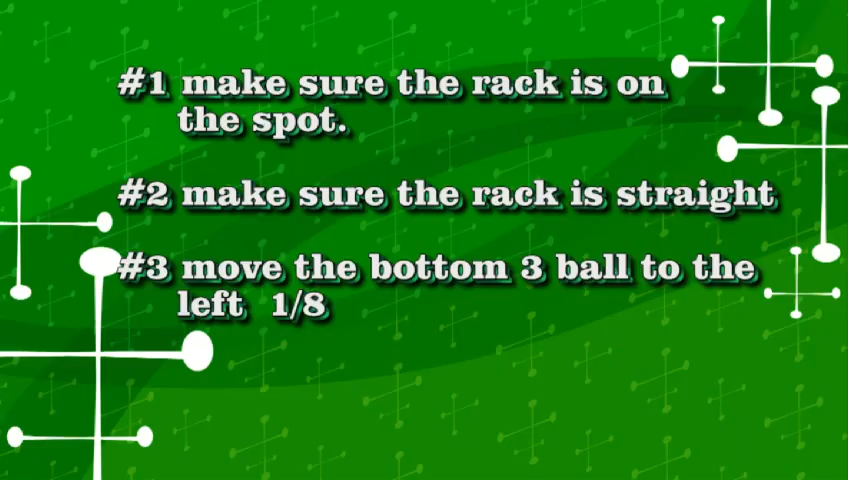 #1 make sure the rack is on
the spot.
#2 make sure the rack is straight
#3 move the bottom 3 ball to the
left 1/8